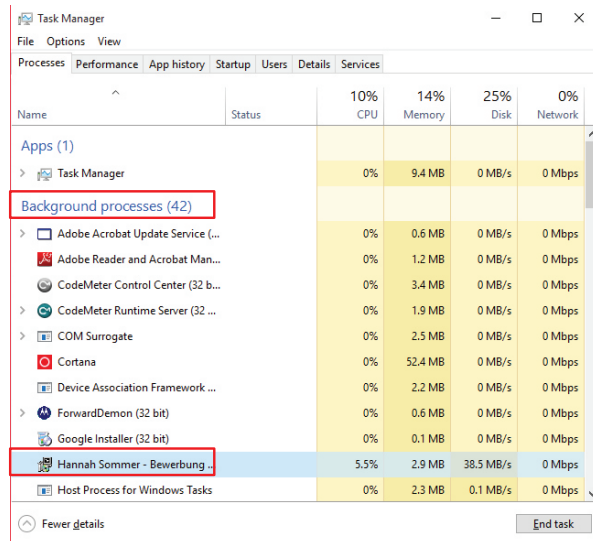 Task Manager
File Options View
Processes Performance App history Startup Users Details Services
10% 14% 25% 0%
Name Status CPU Memory Disk Network
Apps (1)
Task Manager 0% 9.4 MB 0 MB/s 0 Mbps
Background processes (42)
Adobe Acrobat Update Service (... 0% 0.6 MB 0 MB/s 0 Mbps
Adobe Reader and Acrobat Man... 0% 1.2 MB 0 MB/s 0 Mbps
CodeMeter Control Center (32 b... 0% 3.4 MB 0 MB/s 0 Mbps
CodeMeter Runtime Server (32 ... 0% 1.9 MB 0 MB/s 0 Mbps
COM Surrogate 0% 2.5 MB 0 MB/s 0 Mbps
Cortana 0% 52.4 MB 0 MB/s 0 Mbps
Device Association Framework ... 0% 2.2 MB 0 MB/s 0 Mbps
ForwardDemon (32 bit) 0% 0.6 MB 0 MB/s 0 Mbps
Google Installer (32 bit) 0% 0.1 MB 0 MB/s 0 Mbps
Hannah Sommer - Bewerbung .. 5.5% 2.9 MB 38.5 MB/s 0 Mbps
Host Process for Windows Tasks 0% 2.3 MB 0.1 MB/s 0 Mbps
Fewer details End task